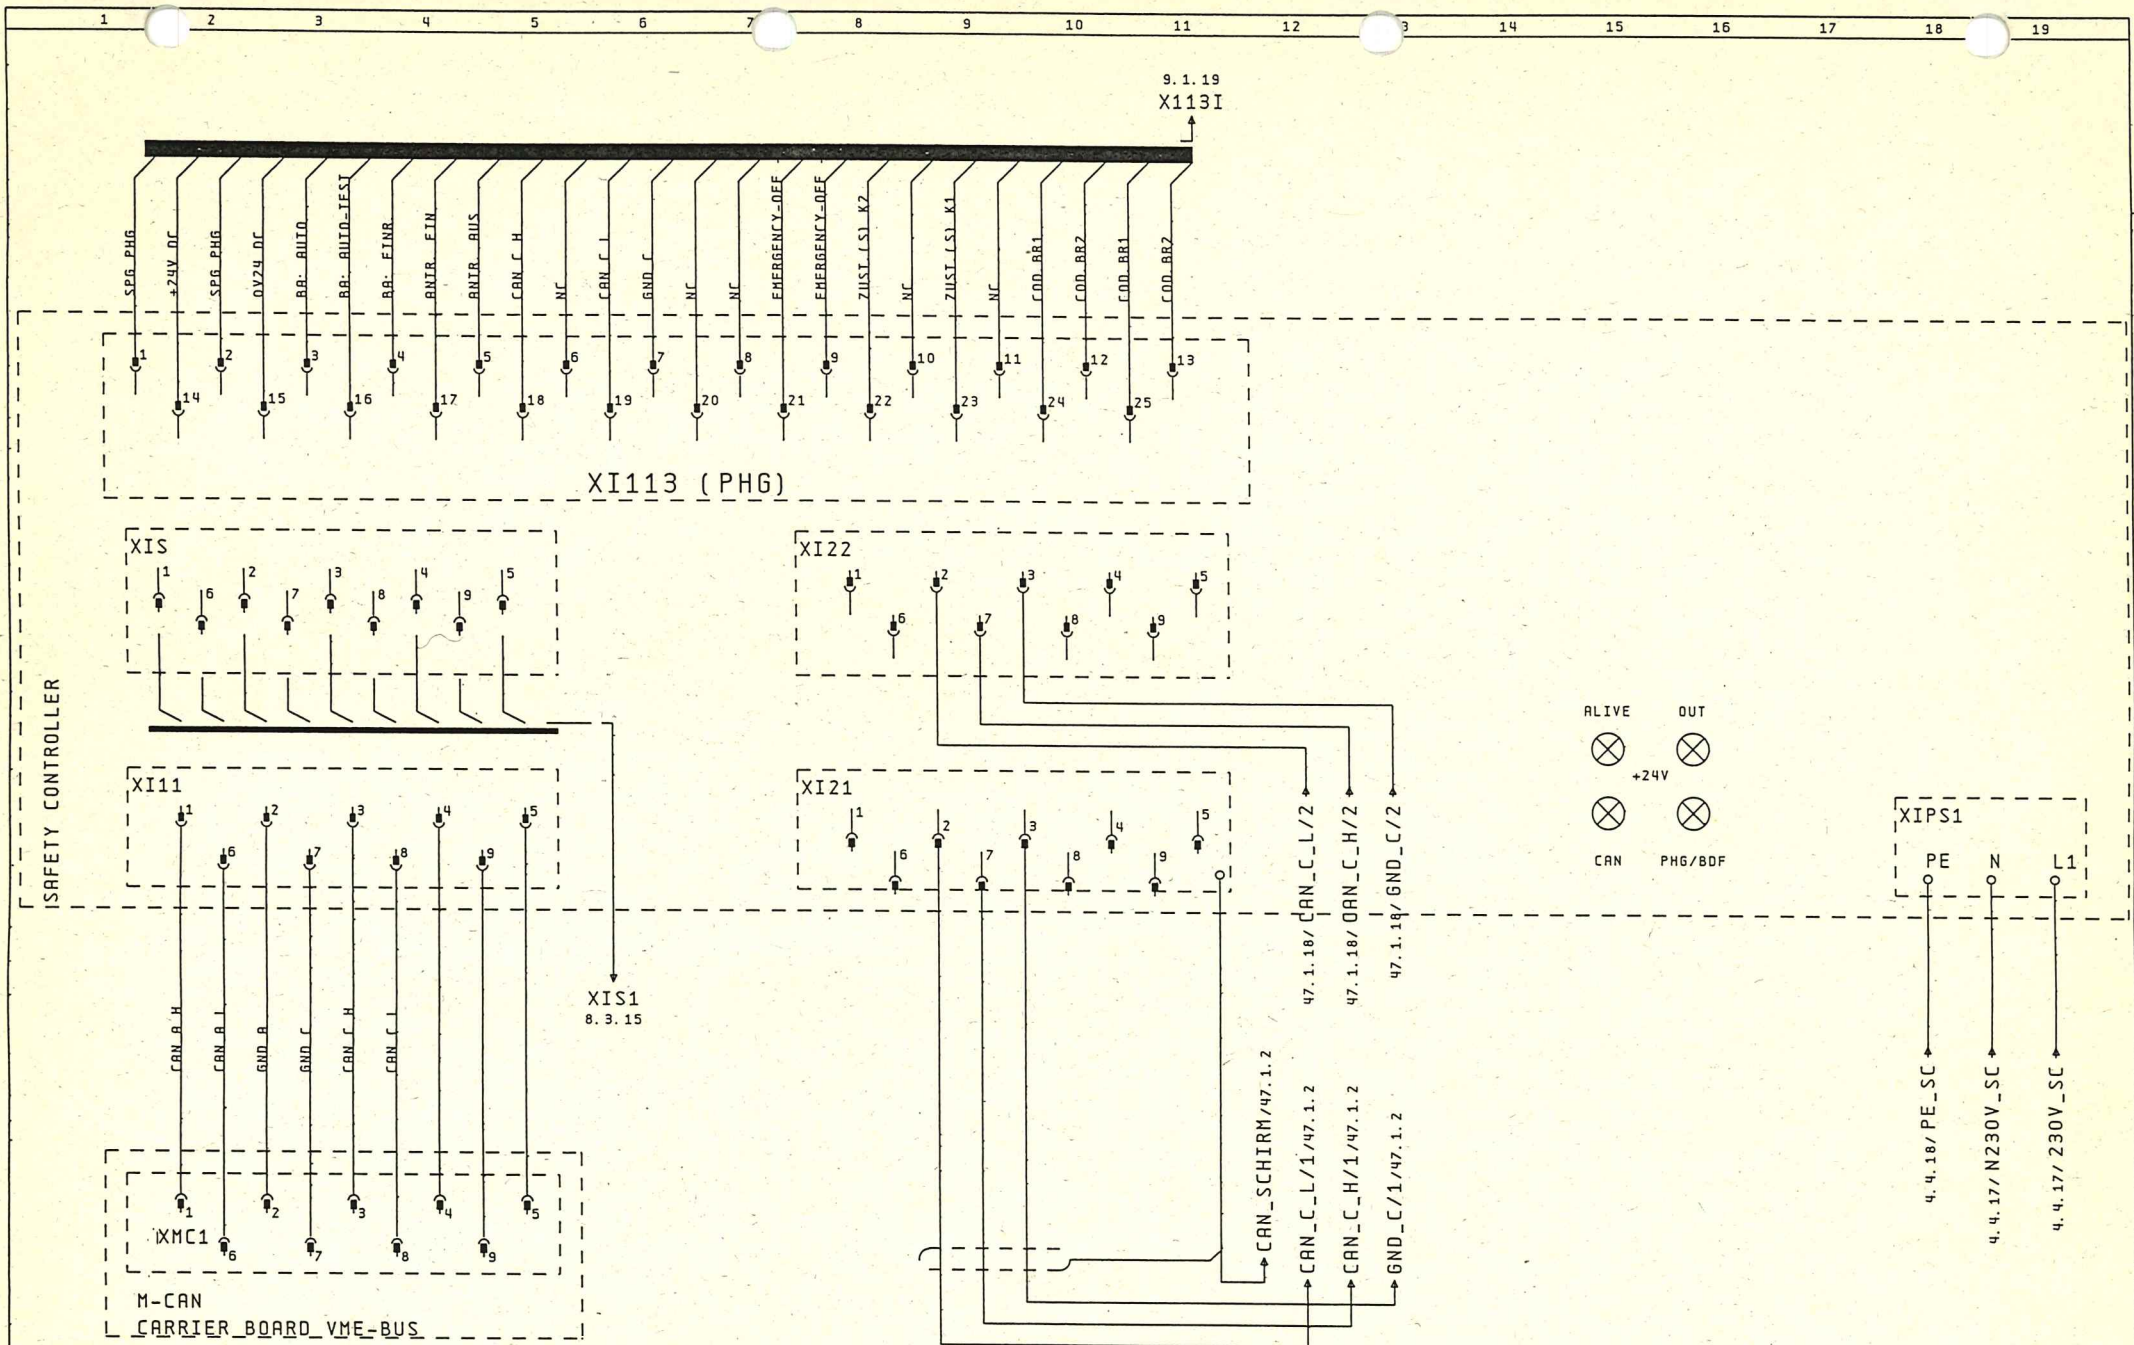 1 2 3 4 5 6 7 8 9 10 11 12 3 14 15 16 17 18 19
9.1.19
X113I
SPG PHG
+24V DC
SPG PHG
0V24 DC
BA: AUTO
BA: AUTO-TEST
BA: EINR
ANTR EIN
ANTR AUS
CAN C H
NC
CAN C L
GND C
NC
NC
EMERGENCY-OFF
EMERGENCY-OFF
ZUST.(S) K2
NC
ZUST.(S) K1
NC
COD.BR1
COD.BR2
COD.BR1
COD.BR2
1 2 3 4 5 6 7 8 9 10 11 12 13
14 15 16 17 18 19 20 21 22 23 24 25
XI113 (PHG)
SAFETY CONTROLLER
XIS
1 2 3 4 5
6 7 8 9
XI22
1 2 3 4 5
6 7 8 9
ALIVE OUT
+24V
CAN PHG/BDF
XI11
1 2 3 4 5
6 7 8 9
XI21
1 2 3 4 5
6 7 8 9
47.1.18/ CAN_C_L/2
47.1.18/ CAN_C_H/2
47.1.18/ GND_C/2
XIPS1
PE N L1
XIS1
8.3.15
CAN A H
CAN A L
GND A
GND C
CAN C H
CAN C L
CAN_SCHIRM/47.1.2
CAN_C_L/1/47.1.2
CAN_C_H/1/47.1.2
GND_C/1/47.1.2
4.4.18/ PE_SC
4.4.17/ N230V_SC
4.4.17/ 230V_SC
1 2 3 4 5
XMC1
6 7 8 9
M-CAN
CARRIER BOARD VME-BUS